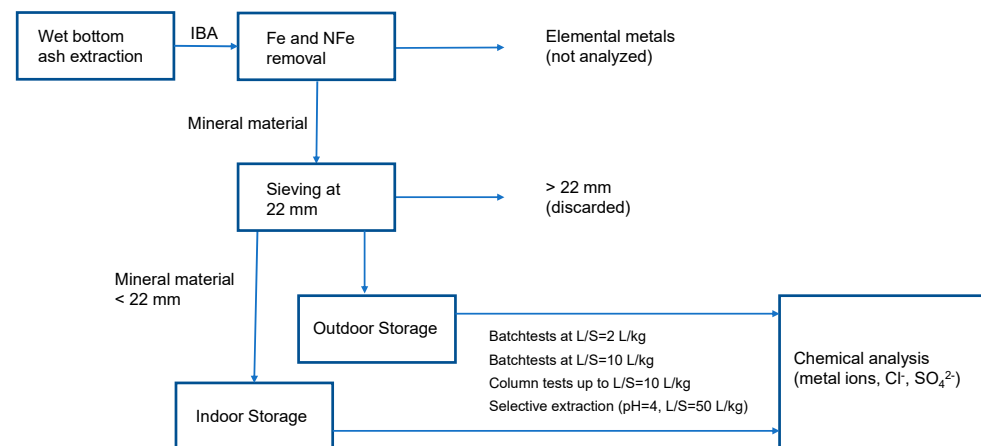 Wet bottom
ash extraction
IBA
Fe and NFe
removal
Elemental metals
(not analyzed)
Mineral material
Sieving at
22 mm
> 22 mm
(discarded)
Mineral material
< 22 mm
Outdoor Storage
Batchtests at L/S=2 L/kg
Batchtests at L/S=10 L/kg
Column tests up to L/S=10 L/kg
Selective extraction (pH=4, L/S=50 L/kg)
Chemical analysis
(metal ions, Cl⁻, SO₄²⁻)
Indoor Storage